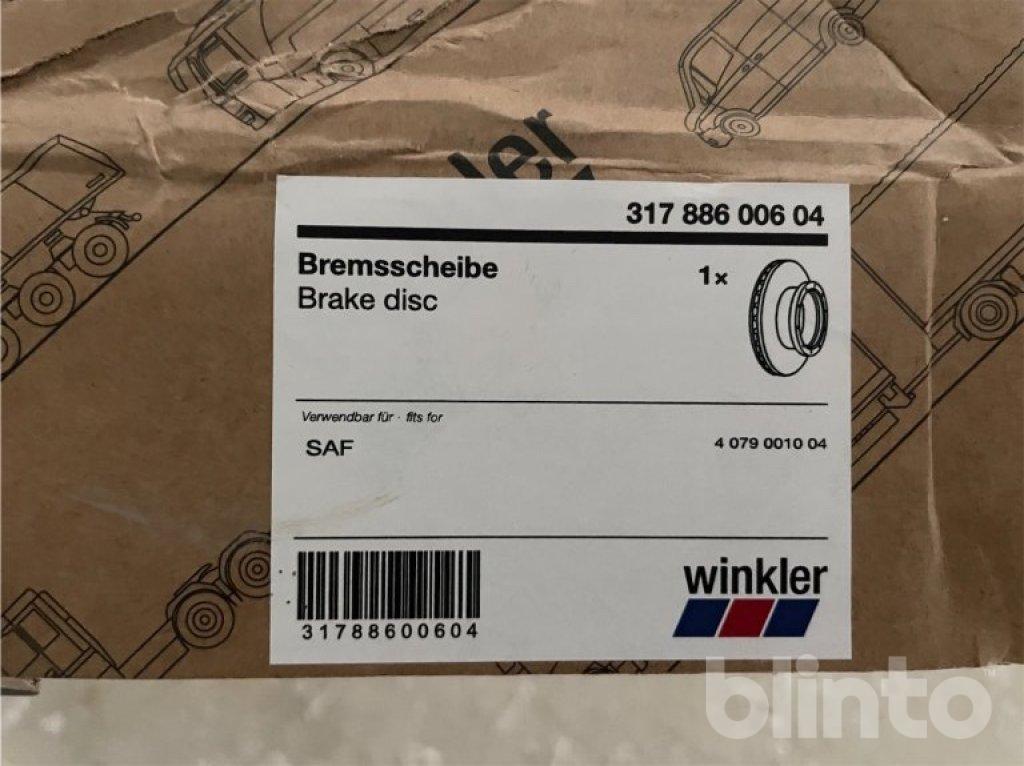 ler
317 886 006 04
Bremsscheibe
Brake disc
1x
Verwendbar für · fits for
SAF
4 079 0010 04
31788600604
winkler
blinto